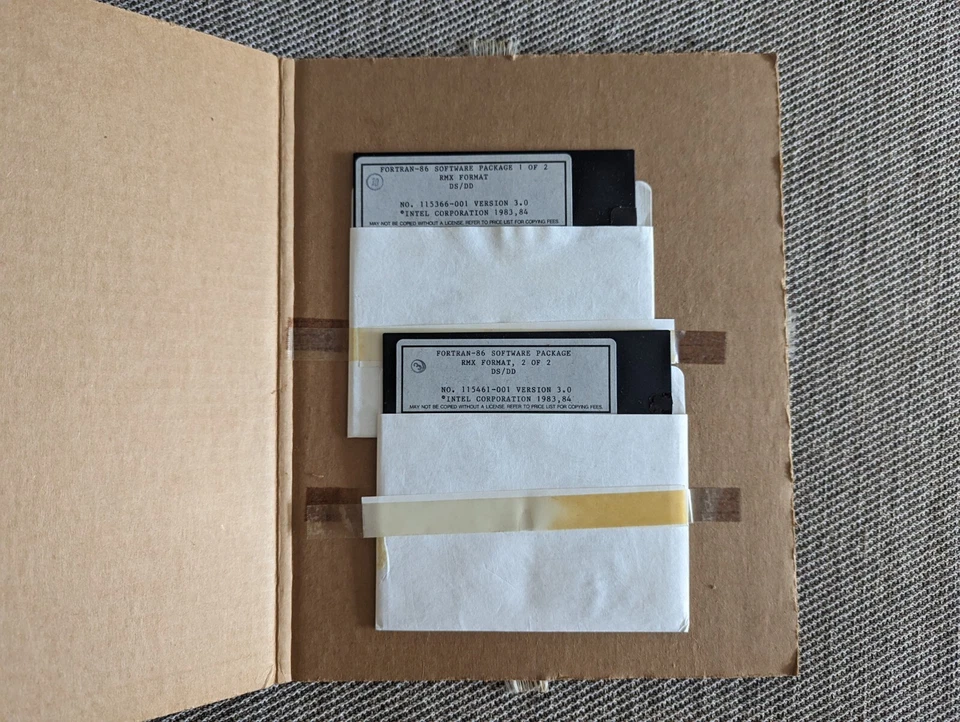 FORTRAN-86 SOFTWARE PACKAGE 1 OF 2
RMX FORMAT
DS/DD
NO. 115366-001 VERSION 3.0
©INTEL CORPORATION 1983,84
MAY NOT BE COPIED WITHOUT A LICENSE. REFER TO PRICE LIST FOR COPYING FEES.
FORTRAN-86 SOFTWARE PACKAGE
RMX FORMAT, 2 OF 2
DS/DD
NO. 115461-001 VERSION 3.0
©INTEL CORPORATION 1983,84
MAY NOT BE COPIED WITHOUT A LICENSE. REFER TO PRICE LIST FOR COPYING FEES.